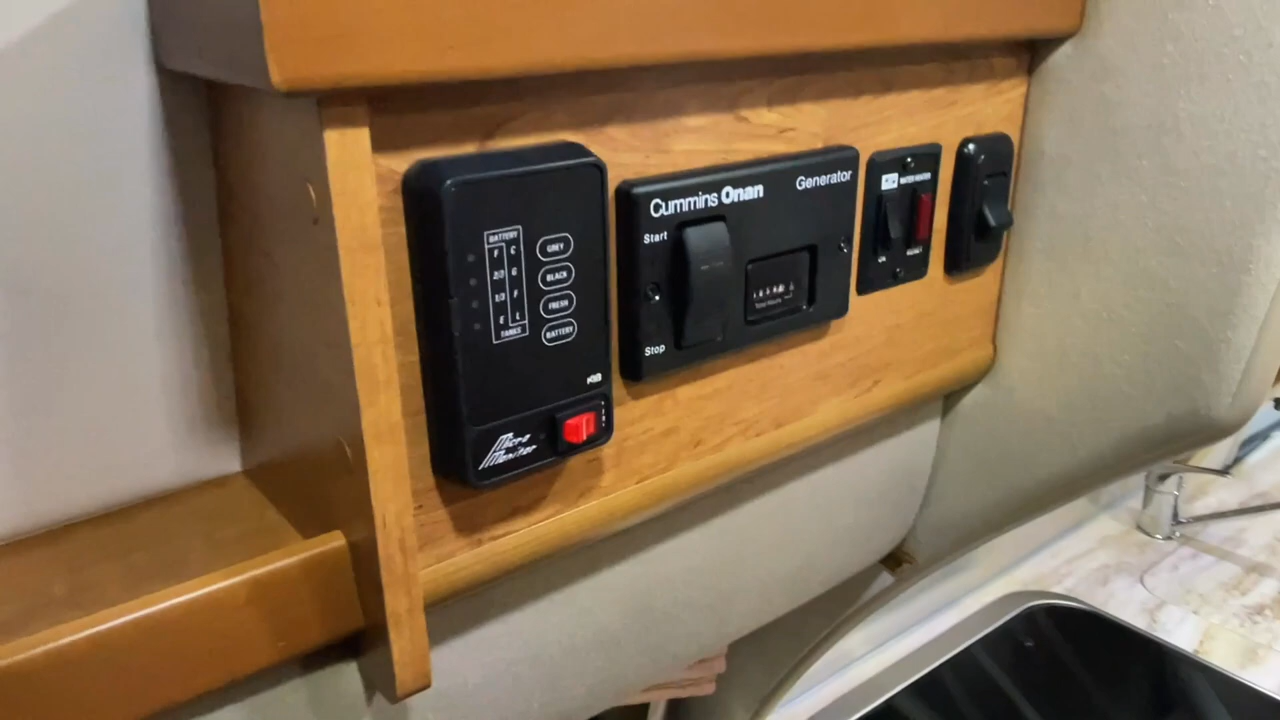 BATTERY
F C
2/3 G
1/3 F
E L
TANKS
GREY
BLACK
FRESH
BATTERY
KIB
Micro
Monitor
Cummins Onan
Generator
Start
Stop
Total Hours
WATER HEATER
ON
RESET